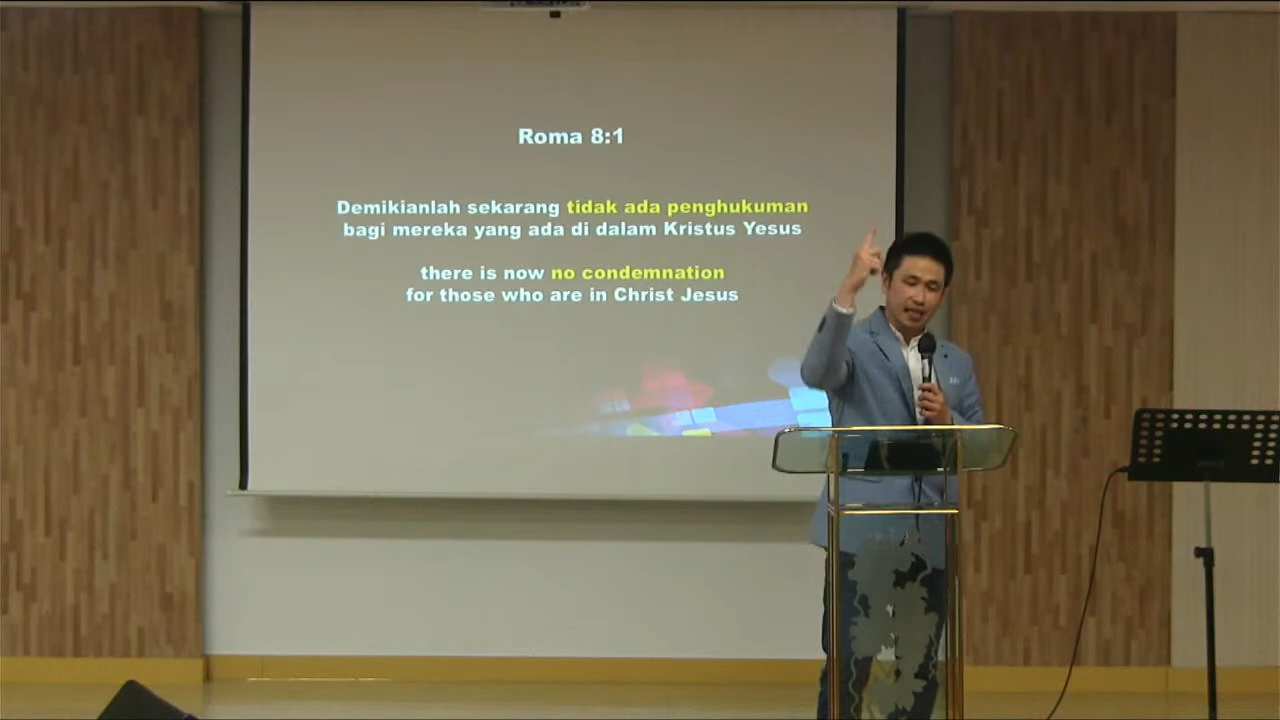 Roma 8:1
Demikianlah sekarang tidak ada penghukuman
bagi mereka yang ada di dalam Kristus Yesus
there is now no condemnation
for those who are in Christ Jesus